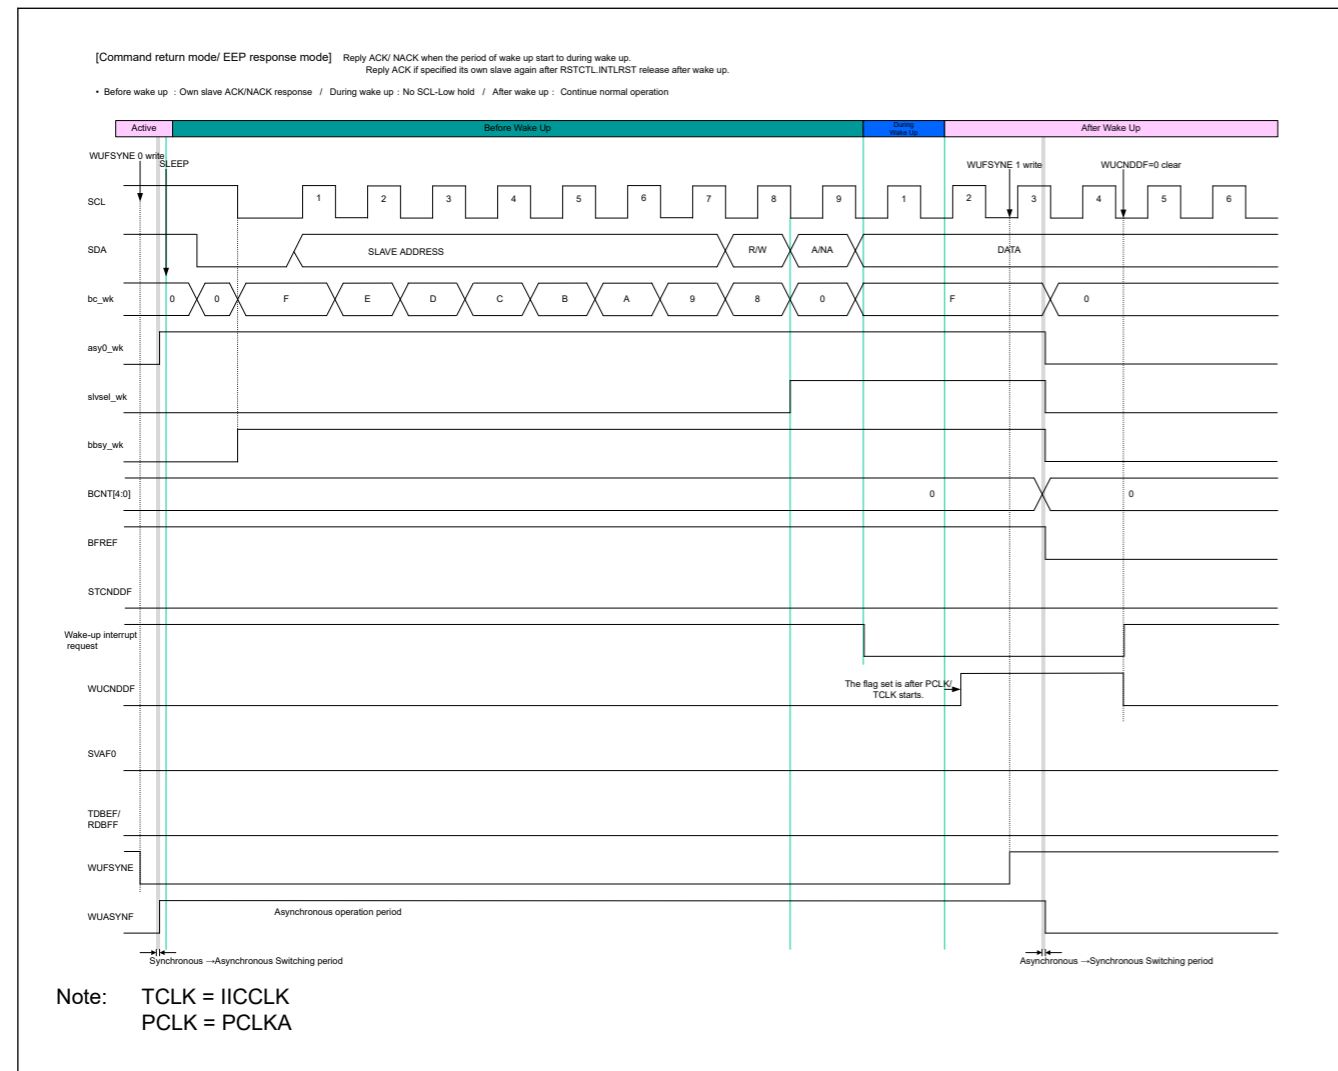 [Command return mode/ EEP response mode] Reply ACK/ NACK when the period of wake up start to during wake up.
Reply ACK if specified its own slave again after RSTCTL.INTLRST release after wake up.
• Before wake up : Own slave ACK/NACK response / During wake up : No SCL-Low hold / After wake up : Continue normal operation
Active Before Wake Up During Wake Up After Wake Up
WUFSYNE 0 write SLEEP WUFSYNE 1 write WUCNDDF=0 clear
SCL 1 2 3 4 5 6 7 8 9 1 2 3 4 5 6
SDA SLAVE ADDRESS R/W A/NA DATA
bc_wk 0 0 F E D C B A 9 8 0 F 0
asy0_wk
slvsel_wk
bbsy_wk
BCNT[4:0] 0 0
BFREF
STCNDDF
Wake-up interrupt
request
WUCNDDF The flag set is after PCLK/
TCLK starts.
SVAF0
TDBEF/
RDBFF
WUFSYNE
WUASYNF Asynchronous operation period
Synchronous →Asynchronous Switching period Asynchronous →Synchronous Switching period
Note: TCLK = IICCLK
PCLK = PCLKA